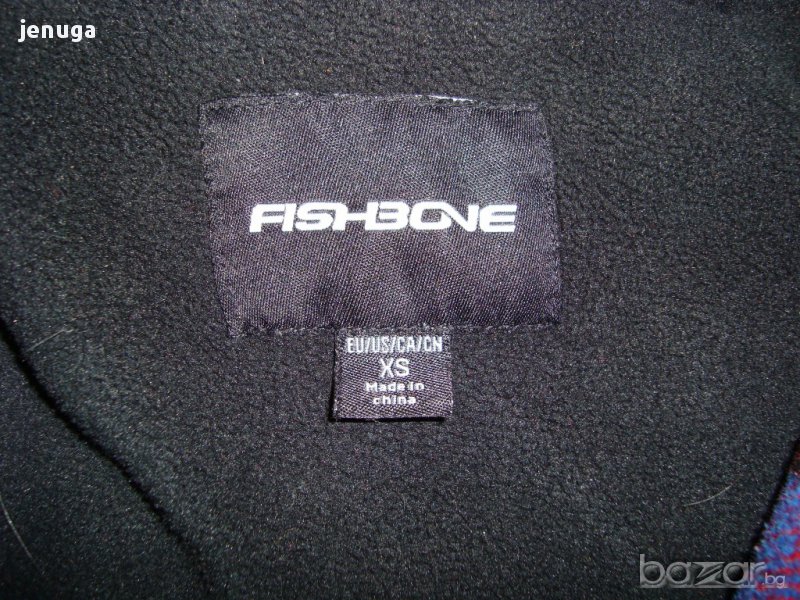 jenuga
FISHBONE
EU/US/CA/CN
XS
Made in
china
bazar.bg